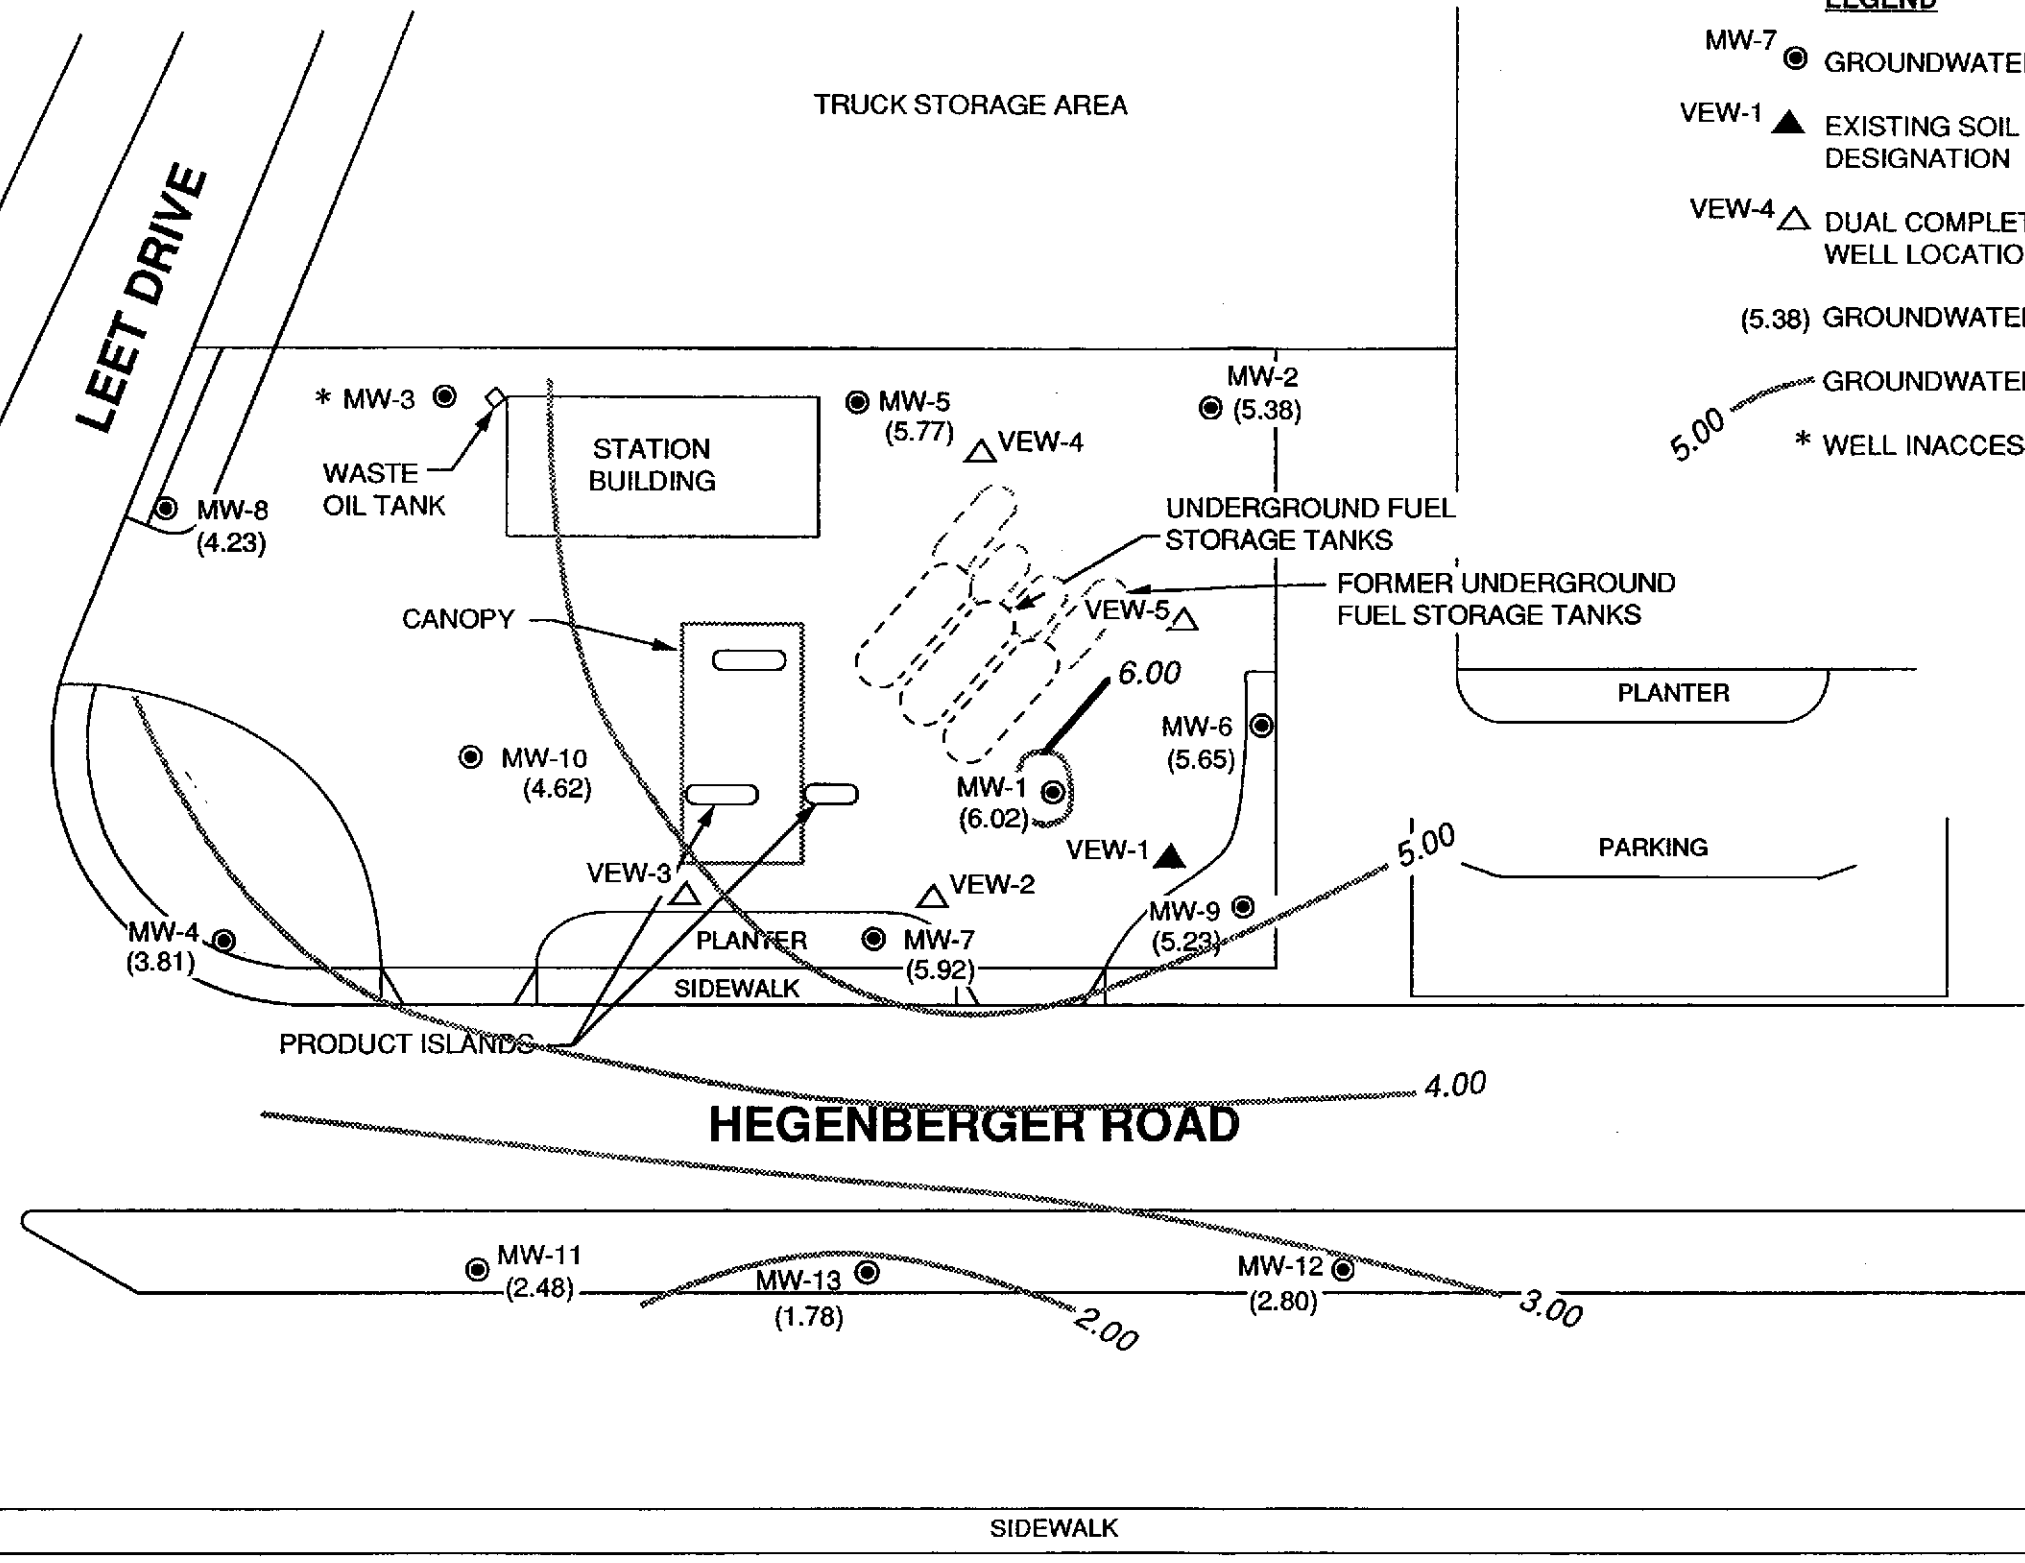 LEGEND
MW-7
GROUNDWATE
VEW-1
EXISTING SOIL
DESIGNATION
VEW-4
DUAL COMPLET
WELL LOCATIO
(5.38) GROUNDWATE
5.00
GROUNDWATE
* WELL INACCES
TRUCK STORAGE AREA
LEET DRIVE
* MW-3
WASTE
OIL TANK
STATION
BUILDING
MW-5
(5.77)
VEW-4
MW-2
(5.38)
MW-8
(4.23)
UNDERGROUND FUEL
STORAGE TANKS
FORMER UNDERGROUND
FUEL STORAGE TANKS
CANOPY
VEW-5
6.00
PLANTER
MW-6
(5.65)
MW-10
(4.62)
MW-1
(6.02)
VEW-1
5.00
PARKING
VEW-3
VEW-2
MW-9
(5.23)
MW-4
(3.81)
PLANTER
MW-7
(5.92)
SIDEWALK
PRODUCT ISLANDS
4.00
HEGENBERGER ROAD
MW-11
(2.48)
MW-13
(1.78)
2.00
MW-12
(2.80)
3.00
SIDEWALK